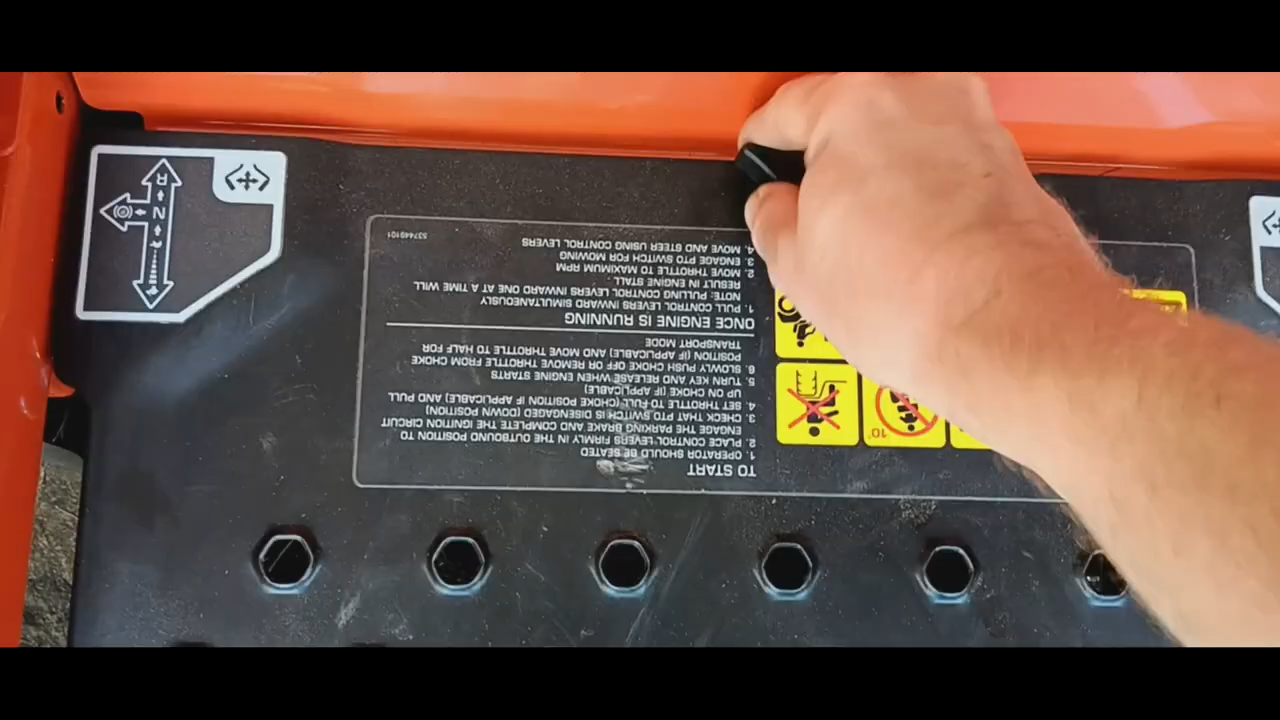 TO START
1. OPERATOR SHOULD BE SEATED
2. PLACE CONTROL LEVERS FIRMLY IN THE OUTBOUND POSITION TO
ENGAGE THE PARKING BRAKE AND COMPLETE THE IGNITION CIRCUIT
3. CHECK THAT PTO SWITCH IS DISENGAGED (DOWN POSITION)
4. SET THROTTLE TO FULL (CHOKE POSITION IF APPLICABLE) AND PULL
UP ON CHOKE (IF APPLICABLE)
5. TURN KEY AND RELEASE WHEN ENGINE STARTS
6. SLOWLY PUSH CHOKE OFF OR REMOVE THROTTLE FROM CHOKE
POSITION (IF APPLICABLE) AND MOVE THROTTLE TO HALF FOR
TRANSPORT MODE
ONCE ENGINE IS RUNNING
1. PULL CONTROL LEVERS INWARD SIMULTANEOUSLY
NOTE: PULLING CONTROL LEVERS INWARD ONE AT A TIME WILL
RESULT IN ENGINE STALL
2. MOVE THROTTLE TO MAXIMUM RPM
3. ENGAGE PTO SWITCH FOR MOWING
4. MOVE AND STEER USING CONTROL LEVERS
537449101
10°
F
N
R